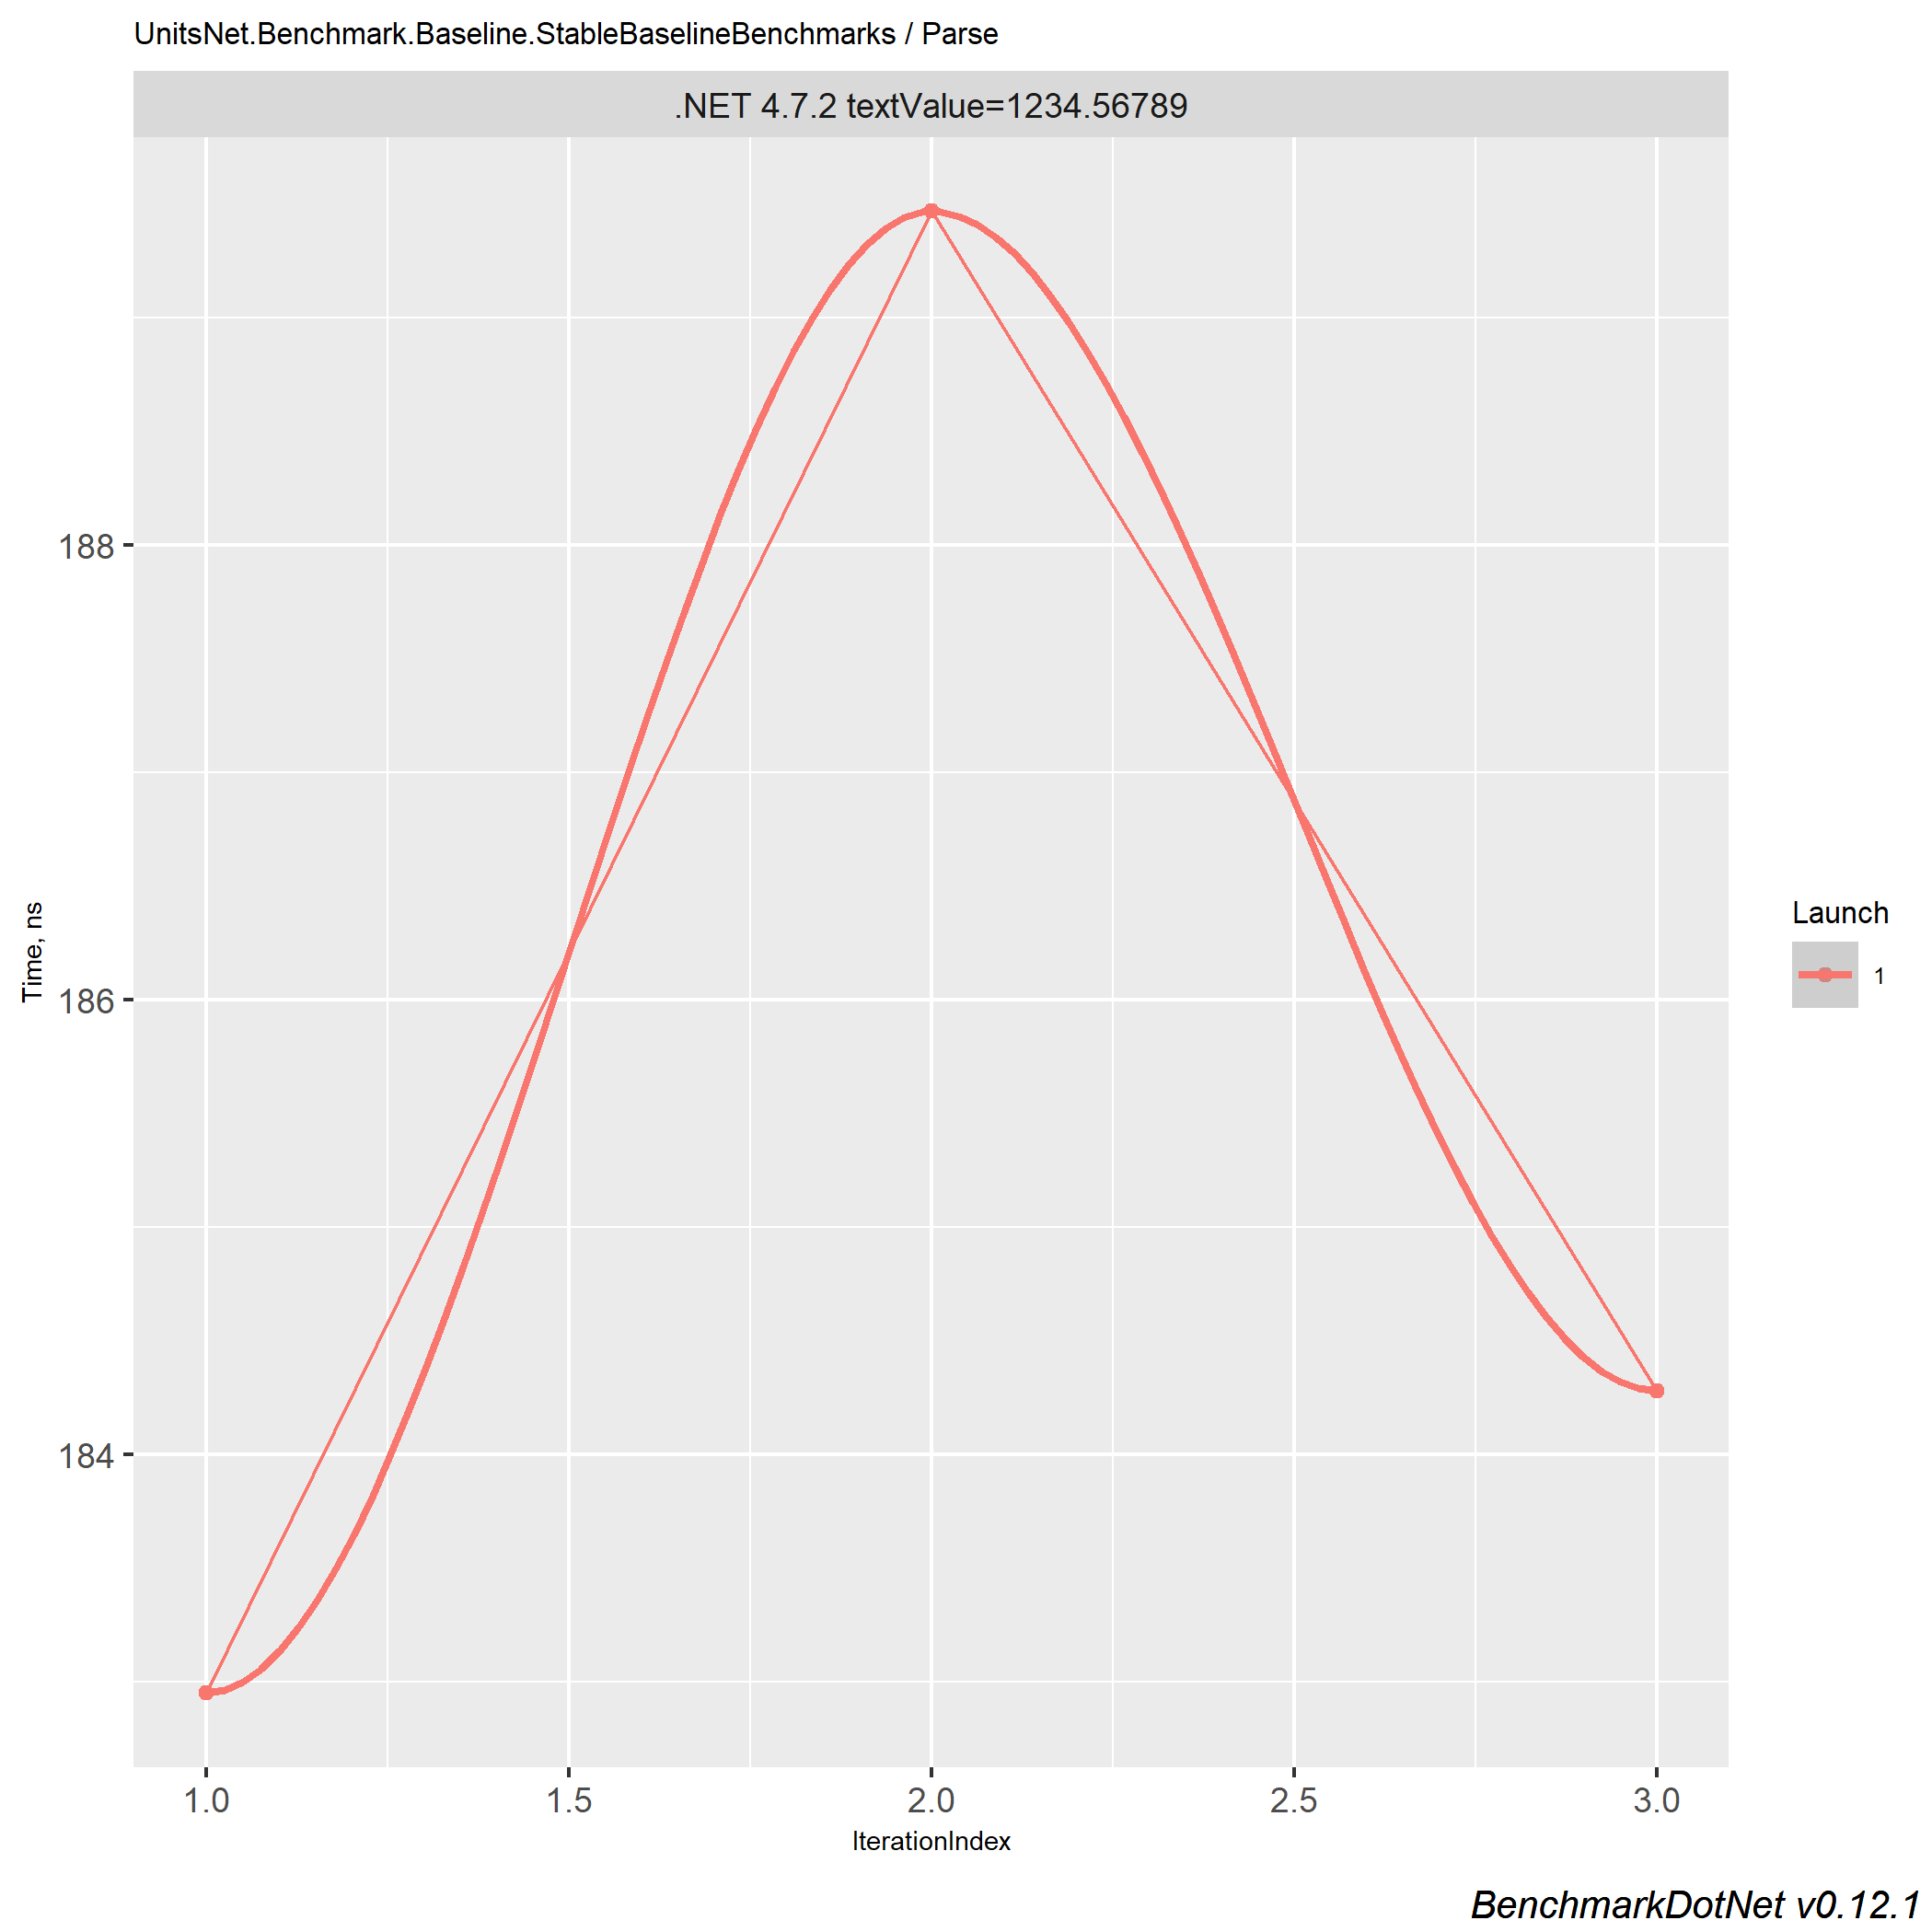 UnitsNet.Benchmark.Baseline.StableBaselineBenchmarks / Parse
.NET 4.7.2 textValue=1234.56789
188
186
184
Time, ns
1.0 1.5 2.0 2.5 3.0
IterationIndex
Launch
1
BenchmarkDotNet v0.12.1